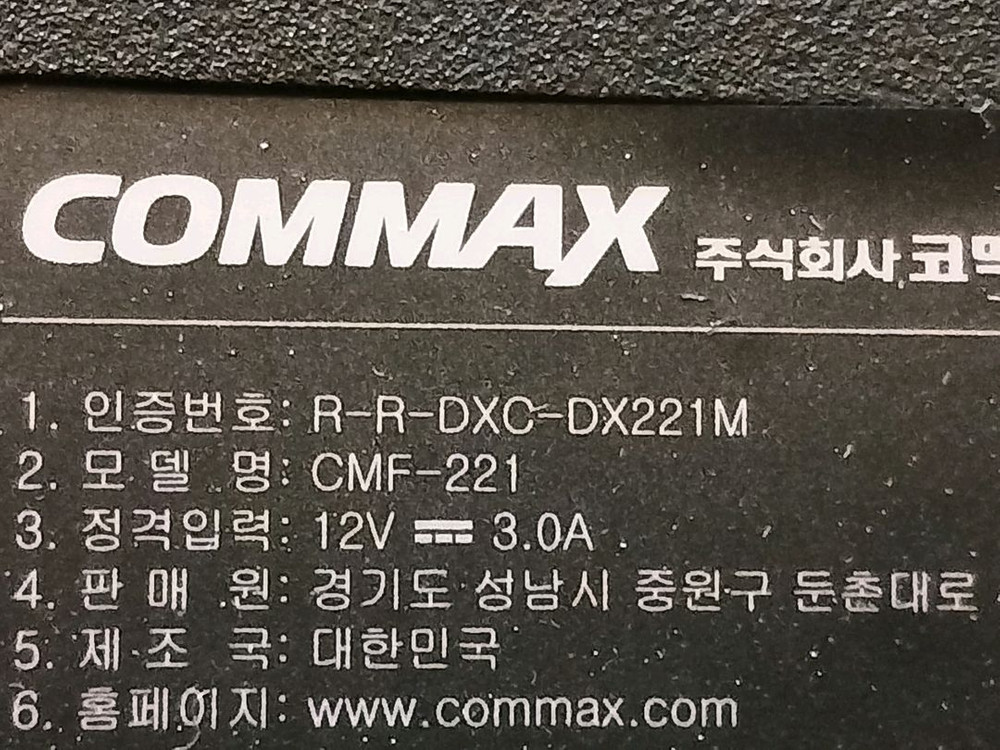 COMMAX 주식회사 코
1. 인증번호: R-R-DXC-DX221M
2. 모 델 명: CMF-221
3. 정격입력: 12V ⎓ 3.0A
4. 판 매 원: 경기도 성남시 중원구 둔촌대로
5. 제 조 국: 대한민국
6. 홈페이지: www.commax.com